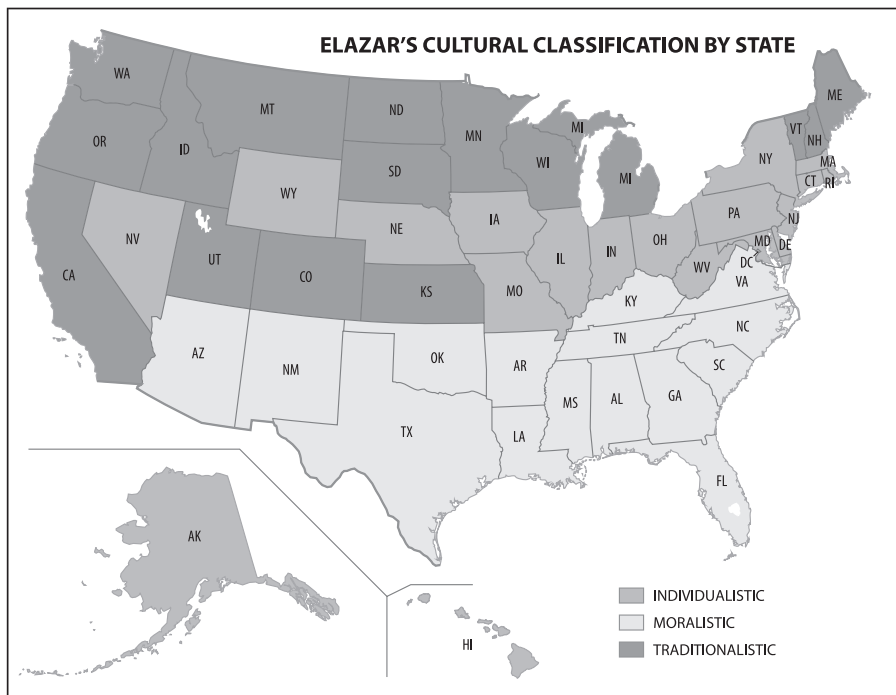 ELAZAR'S CULTURAL CLASSIFICATION BY STATE
WA
MT
ND
MN
MI
ME
VT
NH
OR
ID
SD
WI
MI
NY
MA
CT
RI
WY
NE
IA
PA
NJ
NV
UT
CO
IL
IN
OH
MD
DE
DC
WV
VA
CA
KS
MO
KY
AZ
NM
OK
AR
TN
NC
SC
TX
LA
MS
AL
GA
FL
AK
HI
INDIVIDUALISTIC
MORALISTIC
TRADITIONALISTIC